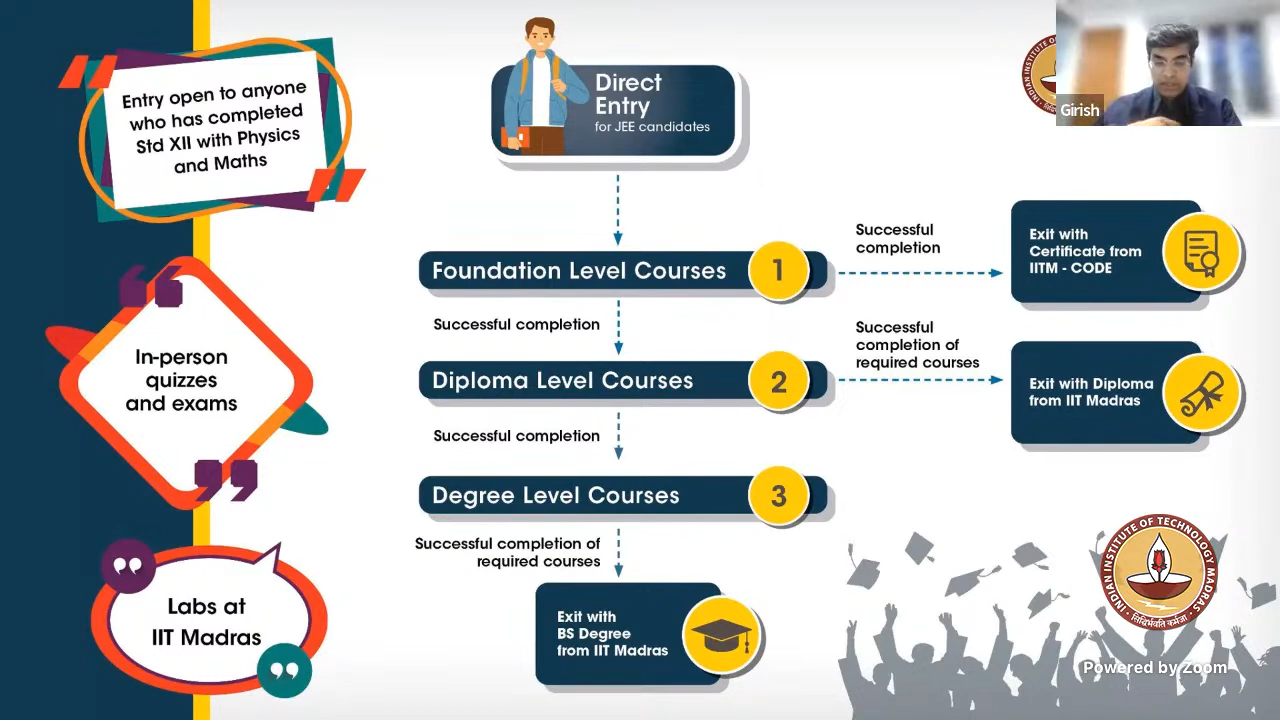 Entry open to anyone
who has completed
Std XII with Physics
and Maths
In-person
quizzes
and exams
Labs at
IIT Madras
Direct
Entry
for JEE candidates
Foundation Level Courses
1
Successful
completion
Exit with
Certificate from
IITM - CODE
Successful completion
Diploma Level Courses
2
Successful
completion of
required courses
Exit with Diploma
from IIT Madras
Successful completion
Degree Level Courses
3
Successful completion of
required courses
Exit with
BS Degree
from IIT Madras
Girish
INDIAN INSTITUTE OF TECHNOLOGY MADRAS
सिद्धिर्भवति कर्मजा
Powered by Zoom